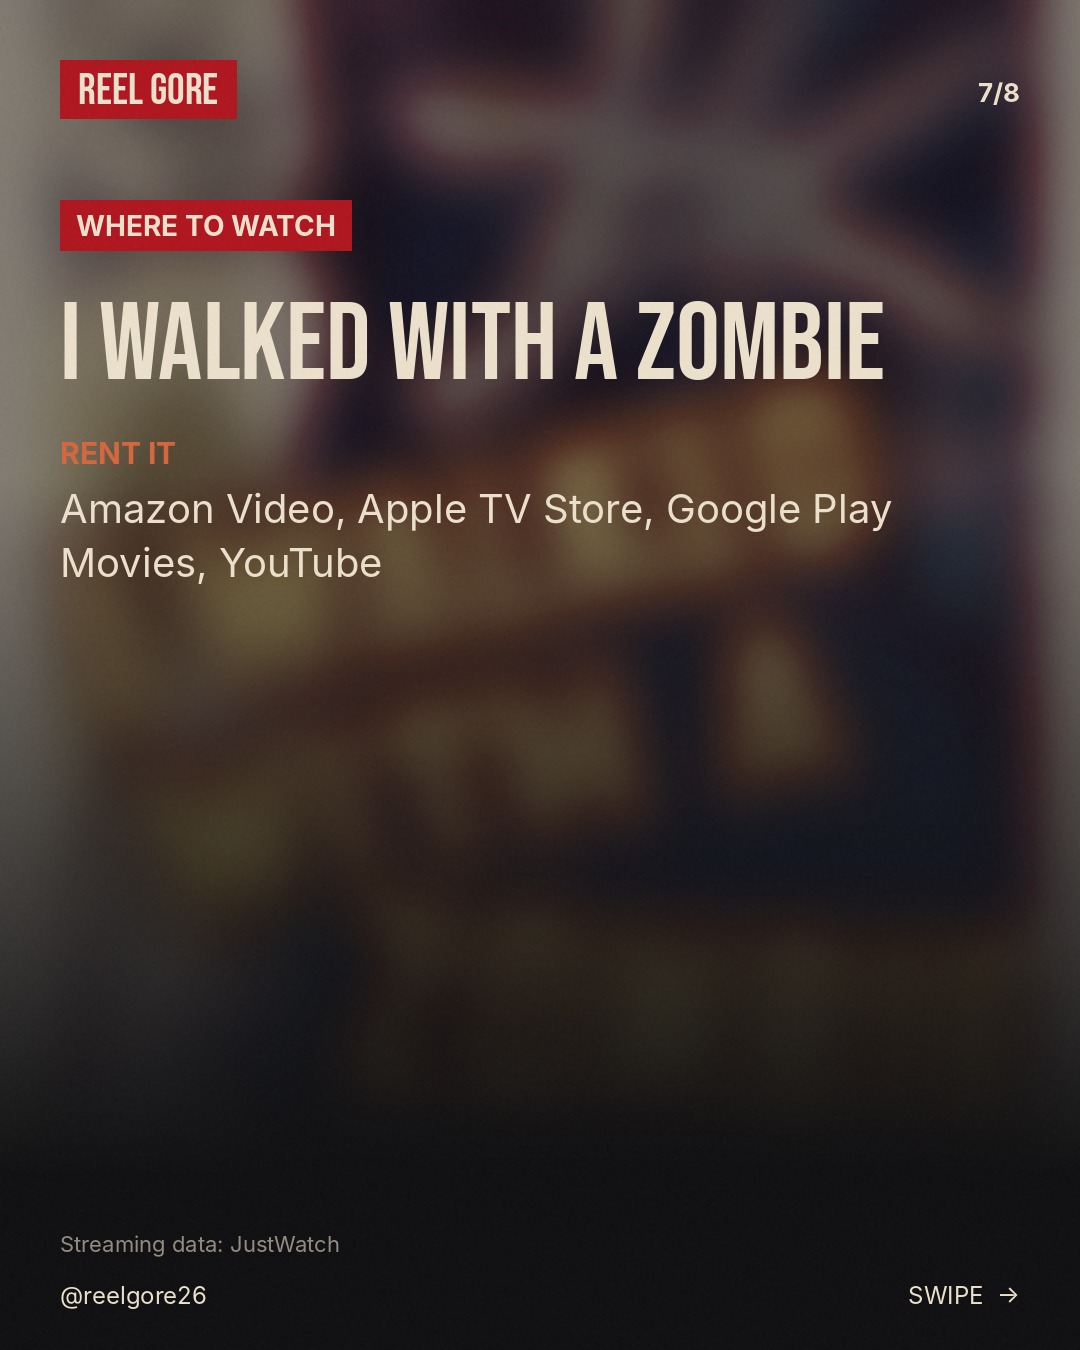 REEL GORE
7/8
WHERE TO WATCH
I WALKED WITH A ZOMBIE
RENT IT
Amazon Video, Apple TV Store, Google Play
Movies, YouTube
Streaming data: JustWatch
@reelgore26
SWIPE →